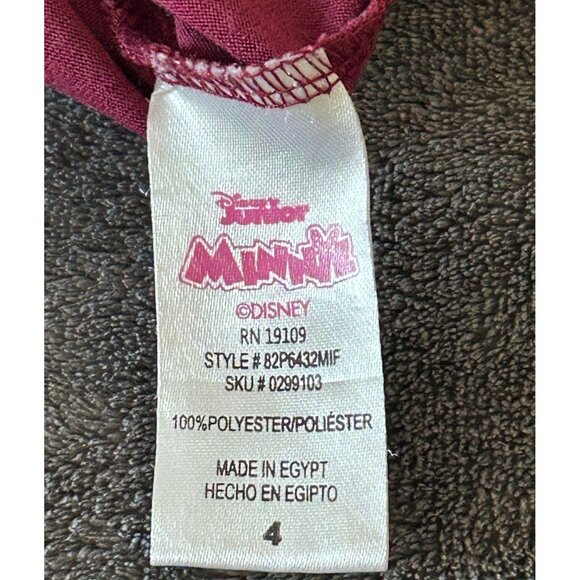 Disney
Junior
MINNIE
©DISNEY
RN 19109
STYLE # 82P6432MIF
SKU # 0299103
100%POLYESTER/POLIÉSTER
MADE IN EGYPT
HECHO EN EGIPTO
4